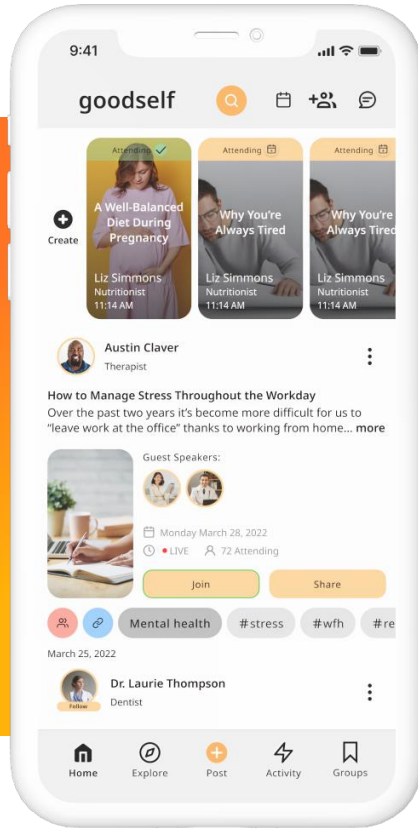 9:41
goodself
Create
Attending
A Well-Balanced
Diet During
Pregnancy
Liz Simmons
Nutritionist
11:14 AM
Attending
Why You're
Always Tired
Liz Simmons
Nutritionist
11:14 AM
Attending
Why You're
Always Tired
Liz Simmons
Nutritionist
11:14 AM
Austin Claver
Therapist
How to Manage Stress Throughout the Workday
Over the past two years it's become more difficult for us to
"leave work at the office" thanks to working from home... more
Guest Speakers:
Monday March 28, 2022
LIVE 72 Attending
Join Share
Mental health #stress #wfh #re
March 25, 2022
Dr. Laurie Thompson
Dentist
Follow
Home Explore Post Activity Groups